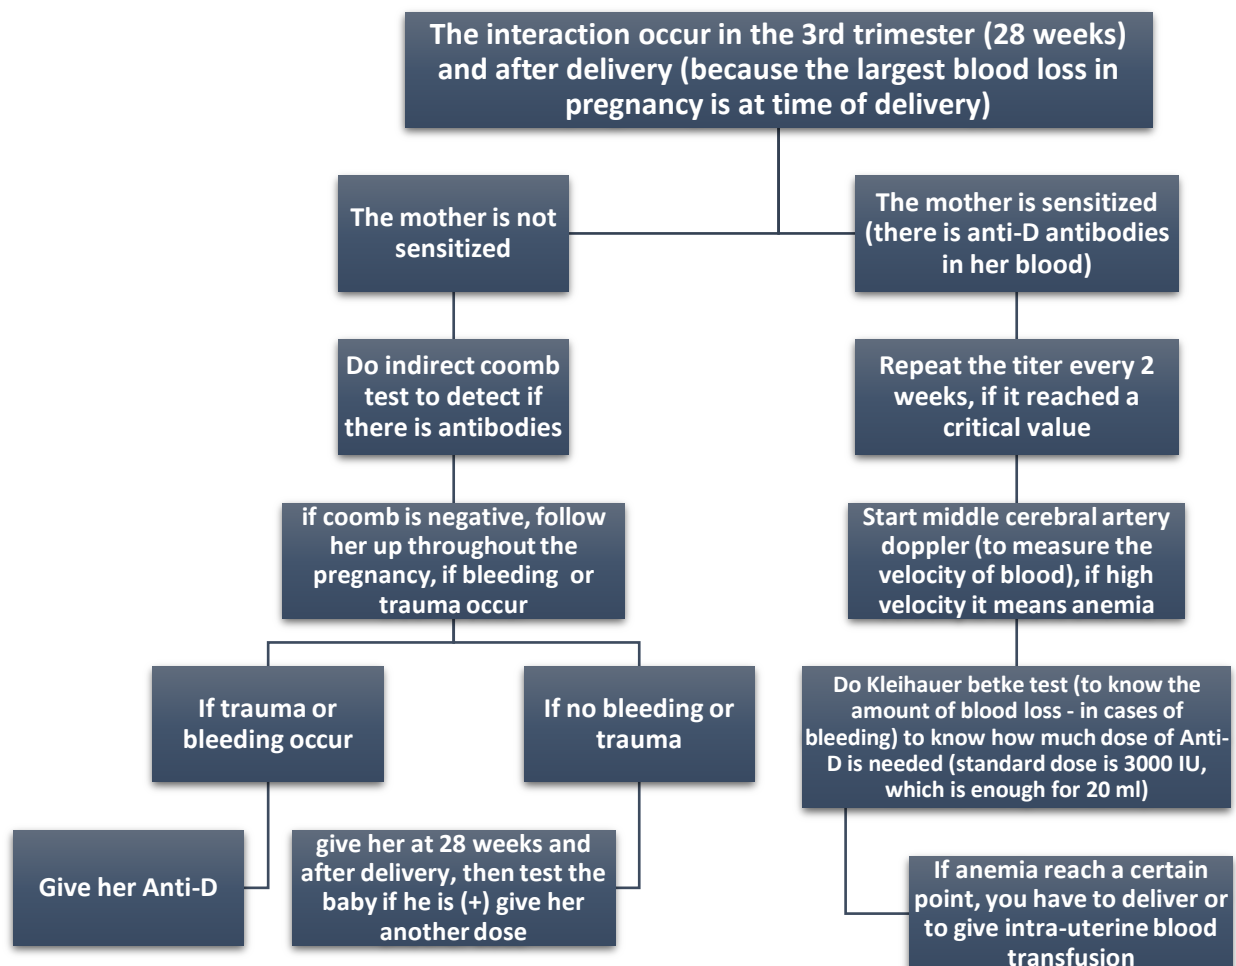 The interaction occur in the 3rd trimester (28 weeks)
and after delivery (because the largest blood loss in
pregnancy is at time of delivery)
The mother is not
sensitized
The mother is sensitized
(there is anti-D antibodies
in her blood)
Do indirect coomb
test to detect if
there is antibodies
Repeat the titer every 2
weeks, if it reached a
critical value
if coomb is negative, follow
her up throughout the
pregnancy, if bleeding or
trauma occur
Start middle cerebral artery
doppler (to measure the
velocity of blood), if high
velocity it means anemia
If trauma or
bleeding occur
If no bleeding or
trauma
Do Kleihauer betke test (to know the
amount of blood loss - in cases of
bleeding) to know how much dose of Anti-
D is needed (standard dose is 3000 IU,
which is enough for 20 ml)
Give her Anti-D
give her at 28 weeks and
after delivery, then test the
baby if he is (+) give her
another dose
If anemia reach a certain
point, you have to deliver or
to give intra-uterine blood
transfusion